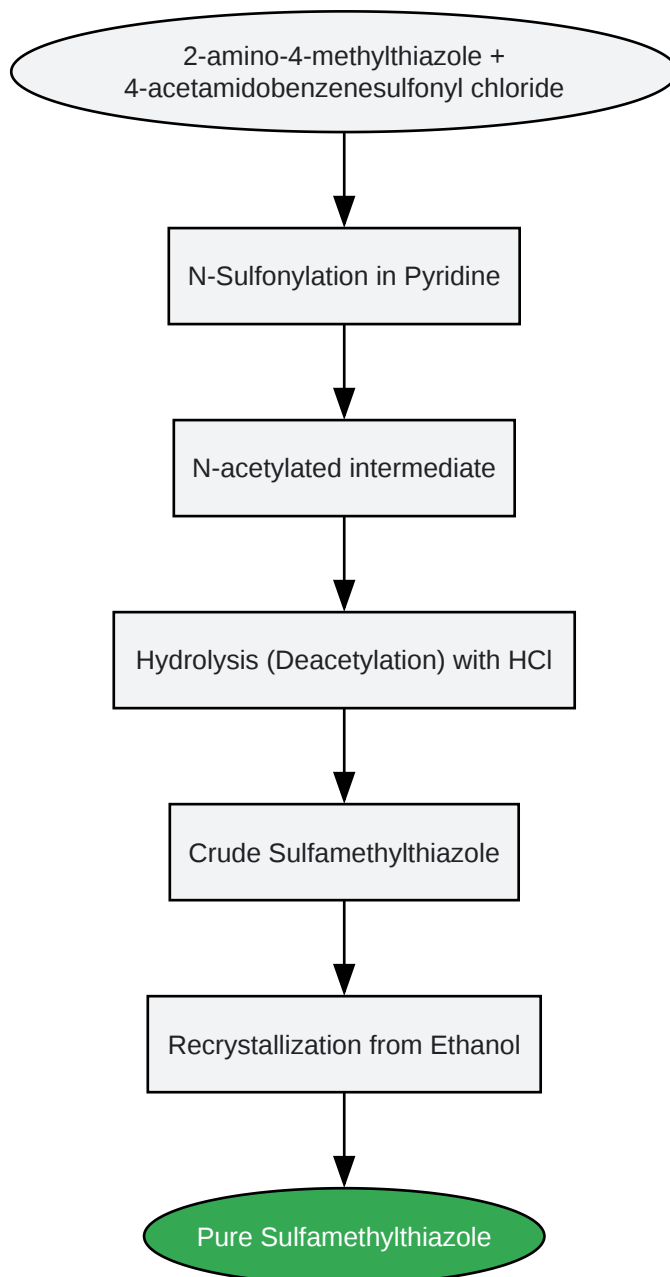 2-amino-4-methylthiazole +
4-acetamidobenzenesulfonyl chloride
N-Sulfonylation in Pyridine
N-acetylated intermediate
Hydrolysis (Deacetylation) with HCl
Crude Sulfamethylthiazole
Recrystallization from Ethanol
Pure Sulfamethylthiazole